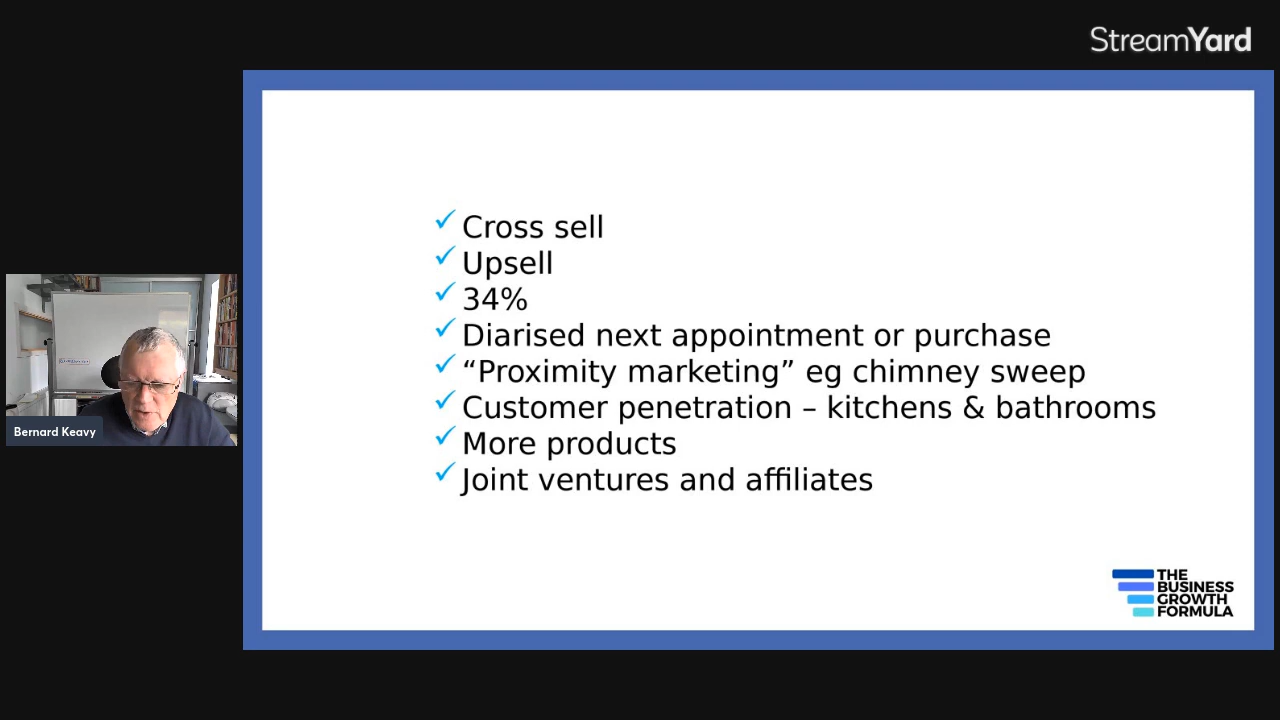 StreamYard
Cross sell
Upsell
34%
Diarised next appointment or purchase
“Proximity marketing” eg chimney sweep
Customer penetration – kitchens & bathrooms
More products
Joint ventures and affiliates
Bernard Keavy
THE
BUSINESS
GROWTH
FORMULA